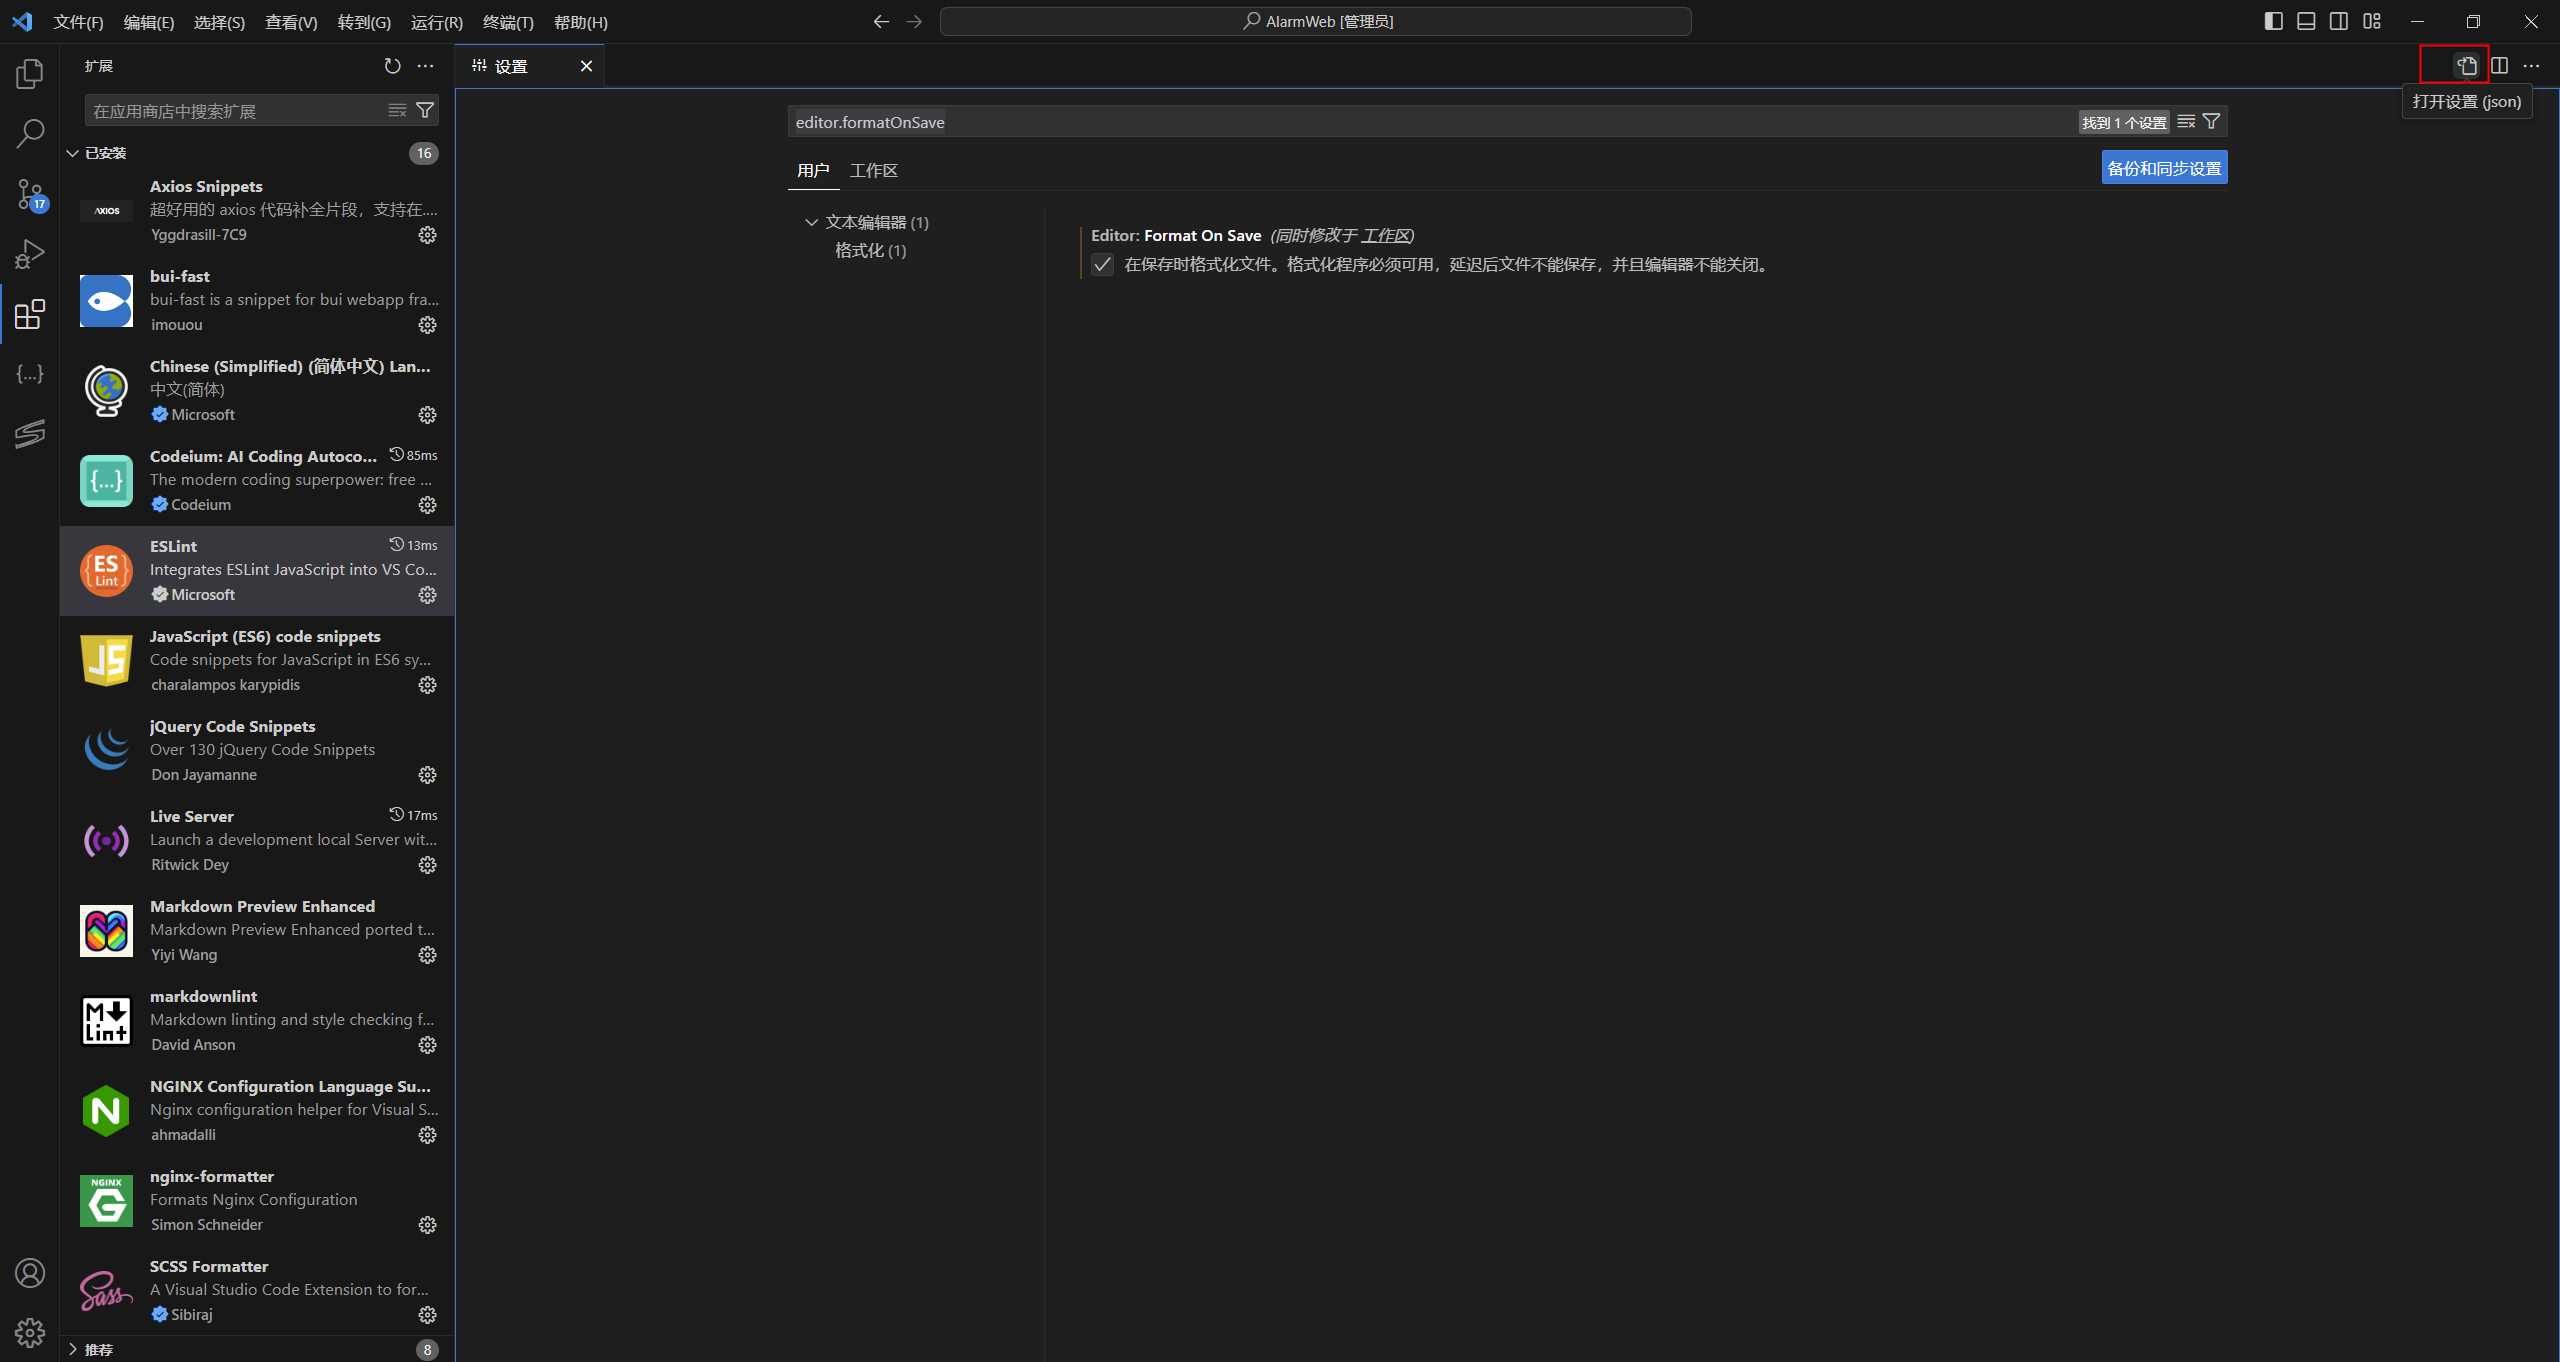 文件(F) 编辑(E) 选择(S) 查看(V) 转到(G) 运行(R) 终端(T) 帮助(H)
AlarmWeb [管理员]
扩展
在应用商店中搜索扩展
已安装
16
AXIOS
Axios Snippets
超好用的 axios 代码补全片段，支持在....
Yggdrasill-7C9
17
bui-fast
bui-fast is a snippet for bui webapp fra...
imouou
Chinese (Simplified) (简体中文) Lan...
中文(简体)
Microsoft
{...}
{...}
Codeium: AI Coding Autoco...
85ms
The modern coding superpower: free ...
Codeium
ES
Lint
ESLint
13ms
Integrates ESLint JavaScript into VS Co...
Microsoft
JS
JavaScript (ES6) code snippets
Code snippets for JavaScript in ES6 sy...
charalampos karypidis
jQuery Code Snippets
Over 130 jQuery Code Snippets
Don Jayamanne
Live Server
17ms
Launch a development local Server wit...
Ritwick Dey
Markdown Preview Enhanced
Markdown Preview Enhanced ported t...
Yiyi Wang
M
Lint
markdownlint
Markdown linting and style checking f...
David Anson
N
NGINX Configuration Language Su...
Nginx configuration helper for Visual S...
ahmadalli
NGINX
G
nginx-formatter
Formats Nginx Configuration
Simon Schneider
Sass
SCSS Formatter
A Visual Studio Code Extension to for...
Sibiraj
推荐
8
设置
打开设置 (json)
editor.formatOnSave
找到 1 个设置
用户 工作区
备份和同步设置
文本编辑器 (1)
格式化 (1)
Editor: Format On Save (同时修改于 工作区)
在保存时格式化文件。格式化程序必须可用，延迟后文件不能保存，并且编辑器不能关闭。